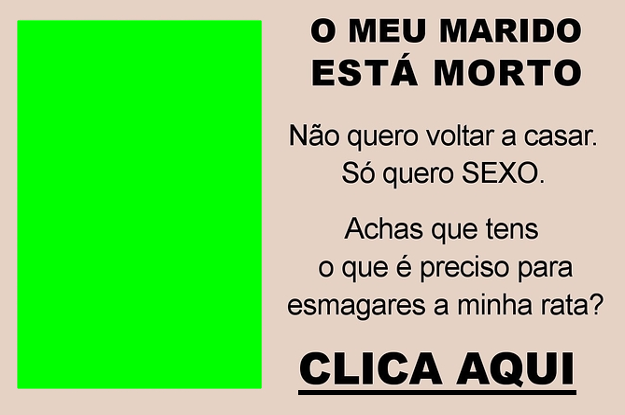 O MEU MARIDO
ESTÁ MORTO
Não quero voltar a casar.
Só quero SEXO.
Achas que tens
o que é preciso para
esmagares a minha rata?
CLICA AQUI